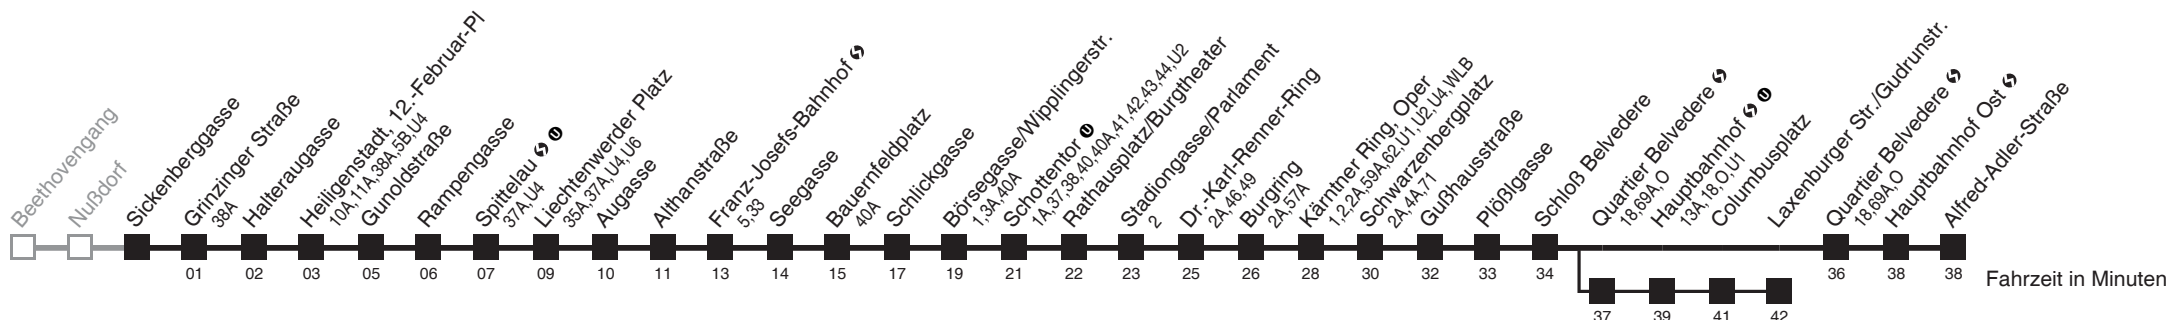 Beethovengang
Nußdorf
Sickenberggasse
Grinzinger Straße
38A
Halteraugasse
Heiligenstadt, 12.-Februar-Pl
10A,11A,38A,5B,U4
Gunoldstraße
Rampengasse
Spittelau S U
37A,U4
Liechtenwerder Platz
35A,37A,U4,U6
Augasse
Althanstraße
Franz-Josefs-Bahnhof S
5,33
Seegasse
Bauernfeldplatz
40A
Schlickgasse
Börsegasse/Wipplingerstr.
1,3A,40A
Schottentor U
1A,37,38,40,40A,41,42,43,44,U2
Rathausplatz/Burgtheater
Stadiongasse/Parlament
2
Dr.-Karl-Renner-Ring
2A,46,49
Burgring
2A,57A
Kärntner Ring, Oper
1,2,2A,59A,62,U1,U2,U4,WLB
Schwarzenbergplatz
2A,4A,71
Gußhausstraße
Plößlgasse
Schloß Belvedere
Quartier Belvedere S
18,69A,O
Hauptbahnhof S U
13A,18,O,U1
Columbusplatz
Laxenburger Str./Gudrunstr.
Quartier Belvedere S
18,69A,O
Hauptbahnhof Ost S
Alfred-Adler-Straße
01 02 03 05 06 07 09 10 11 13 14 15 17 19 21 22 23 25 26 28 30 32 33 34 36 38 38
Fahrzeit in Minuten
37 39 41 42